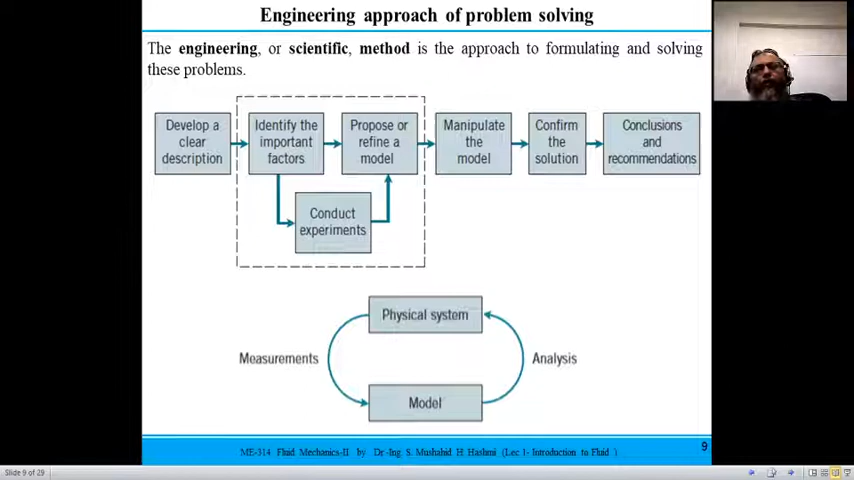 Engineering approach of problem solving
The engineering, or scientific, method is the approach to formulating and solving
these problems.
Develop a
clear
description
Identify the
important
factors
Propose or
refine a
model
Manipulate
the
model
Confirm
the
solution
Conclusions
and
recommendations
Conduct
experiments
Physical system
Measurements
Analysis
Model
ME-314 Fluid Mechanics-II by Dr.-Ing. S. Mushahid H. Hashmi (Lec 1- Introduction to Fluid )
9
Slide 9 of 29